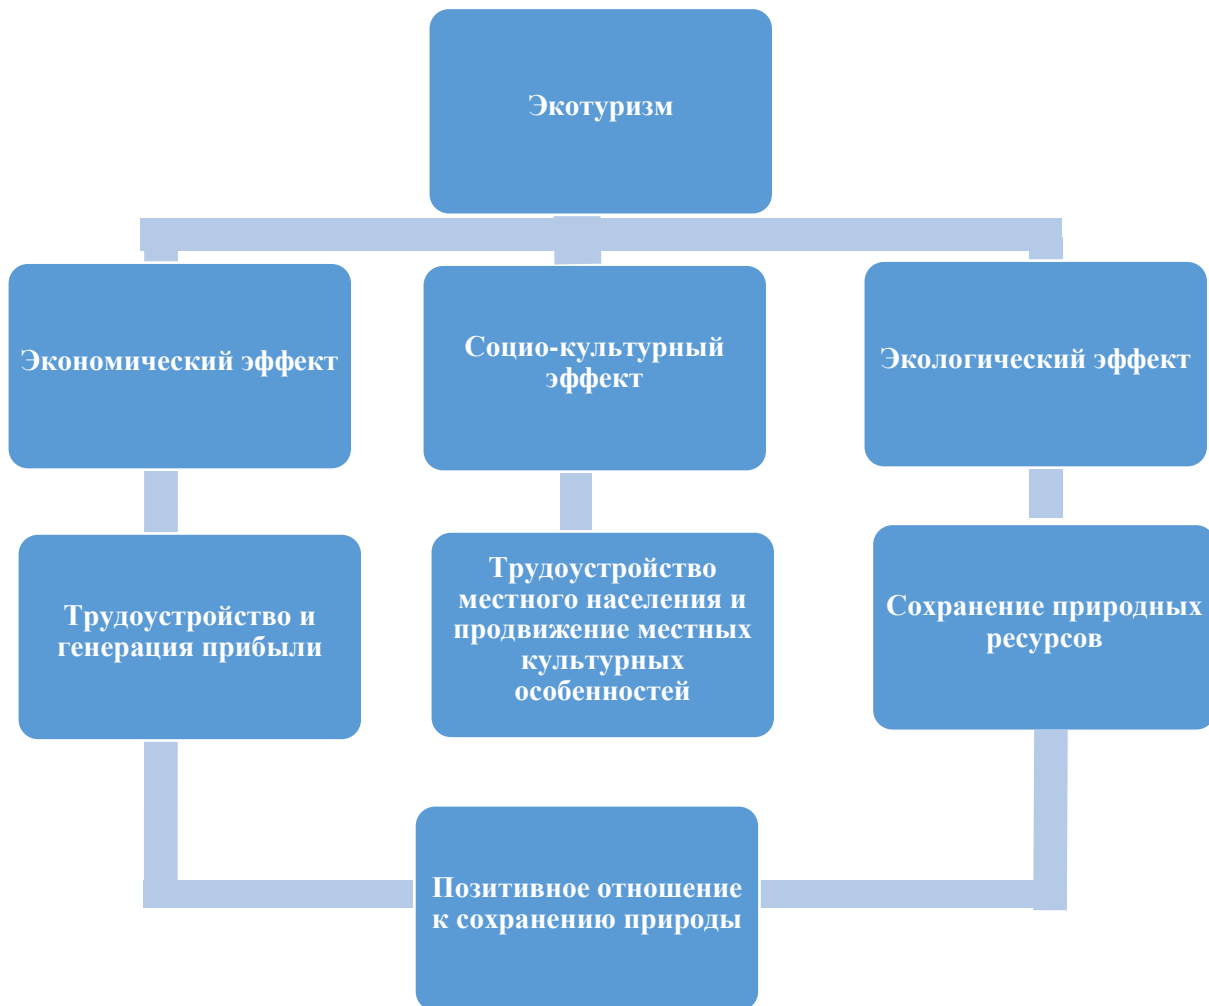 Экотуризм
Экономический эффект
Социо-культурный
эффект
Экологический эффект
Трудоустройство и
генерация прибыли
Трудоустройство
местного населения и
продвижение местных
культурных
особенностей
Сохранение природных
ресурсов
Позитивное отношение
к сохранению природы